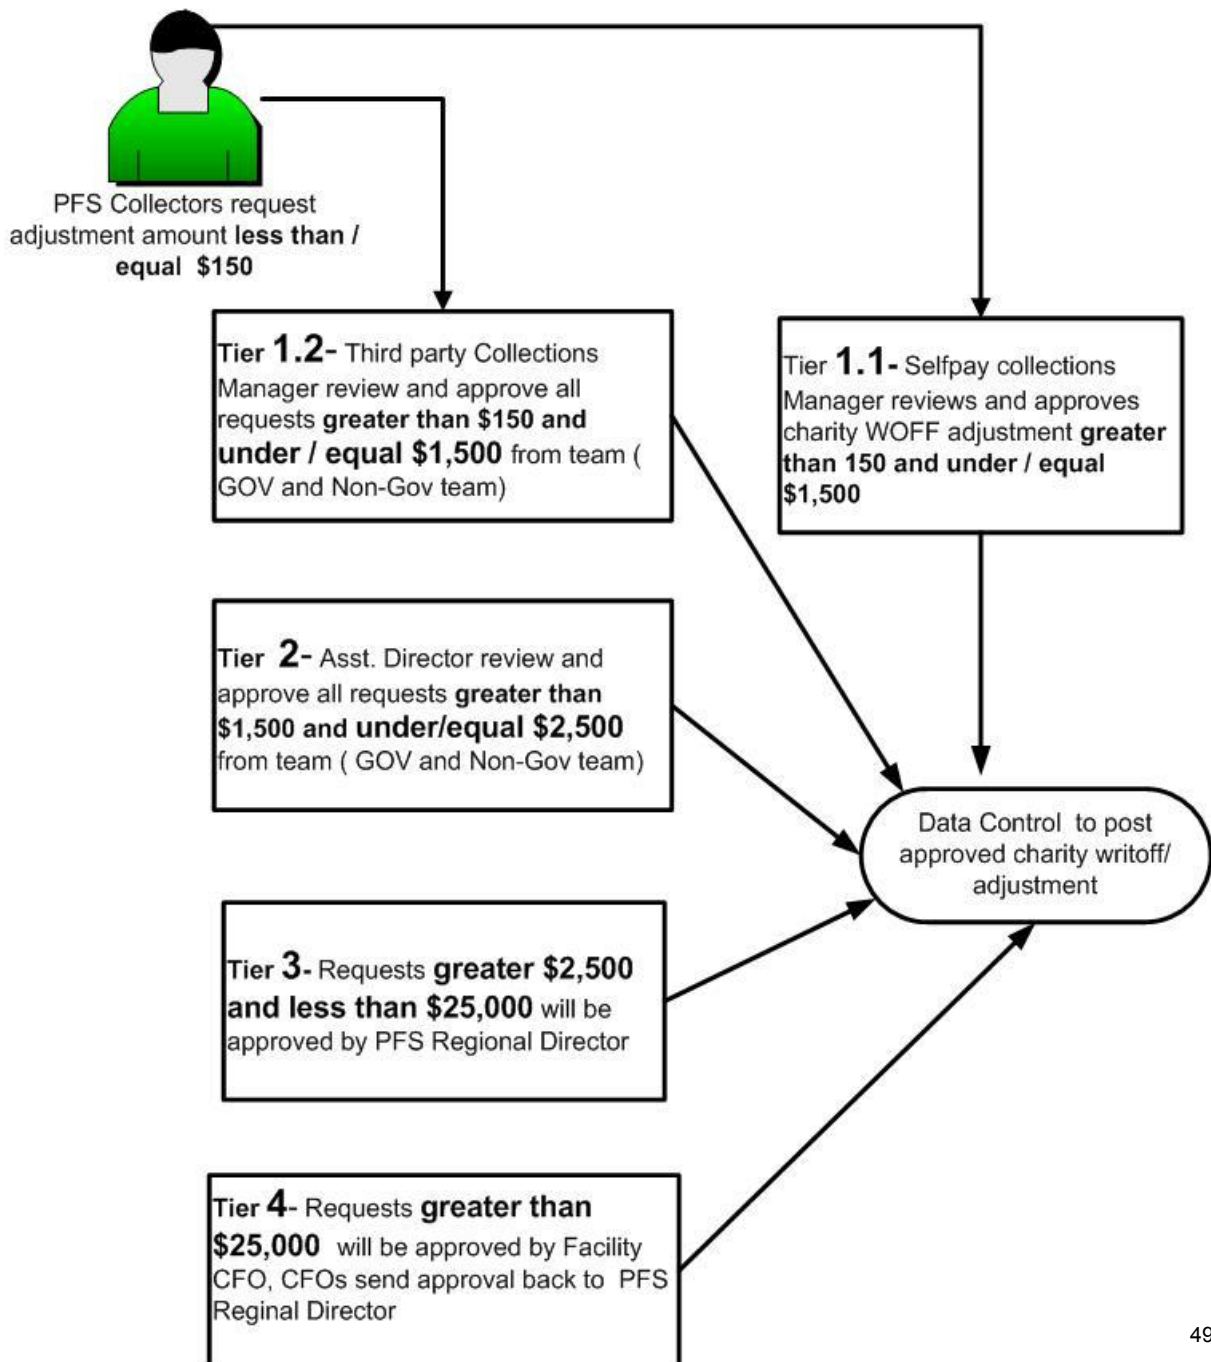 PFS Collectors request
adjustment amount less than /
equal $150
Tier 1.2- Third party Collections
Manager review and approve all
requests greater than $150 and
under / equal $1,500 from team (
GOV and Non-Gov team)
Tier 1.1- Selfpay collections
Manager reviews and approves
charity WOFF adjustment greater
than 150 and under / equal
$1,500
Tier 2- Asst. Director review and
approve all requests greater than
$1,500 and under/equal $2,500
from team ( GOV and Non-Gov team)
Data Control to post
approved charity writoff/
adjustment
Tier 3- Requests greater $2,500
and less than $25,000 will be
approved by PFS Regional Director
Tier 4- Requests greater than
$25,000 will be approved by Facility
CFO, CFOs send approval back to PFS
Reginal Director
49